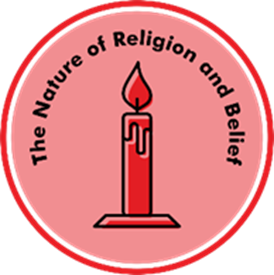 The Nature of Religion and Belief